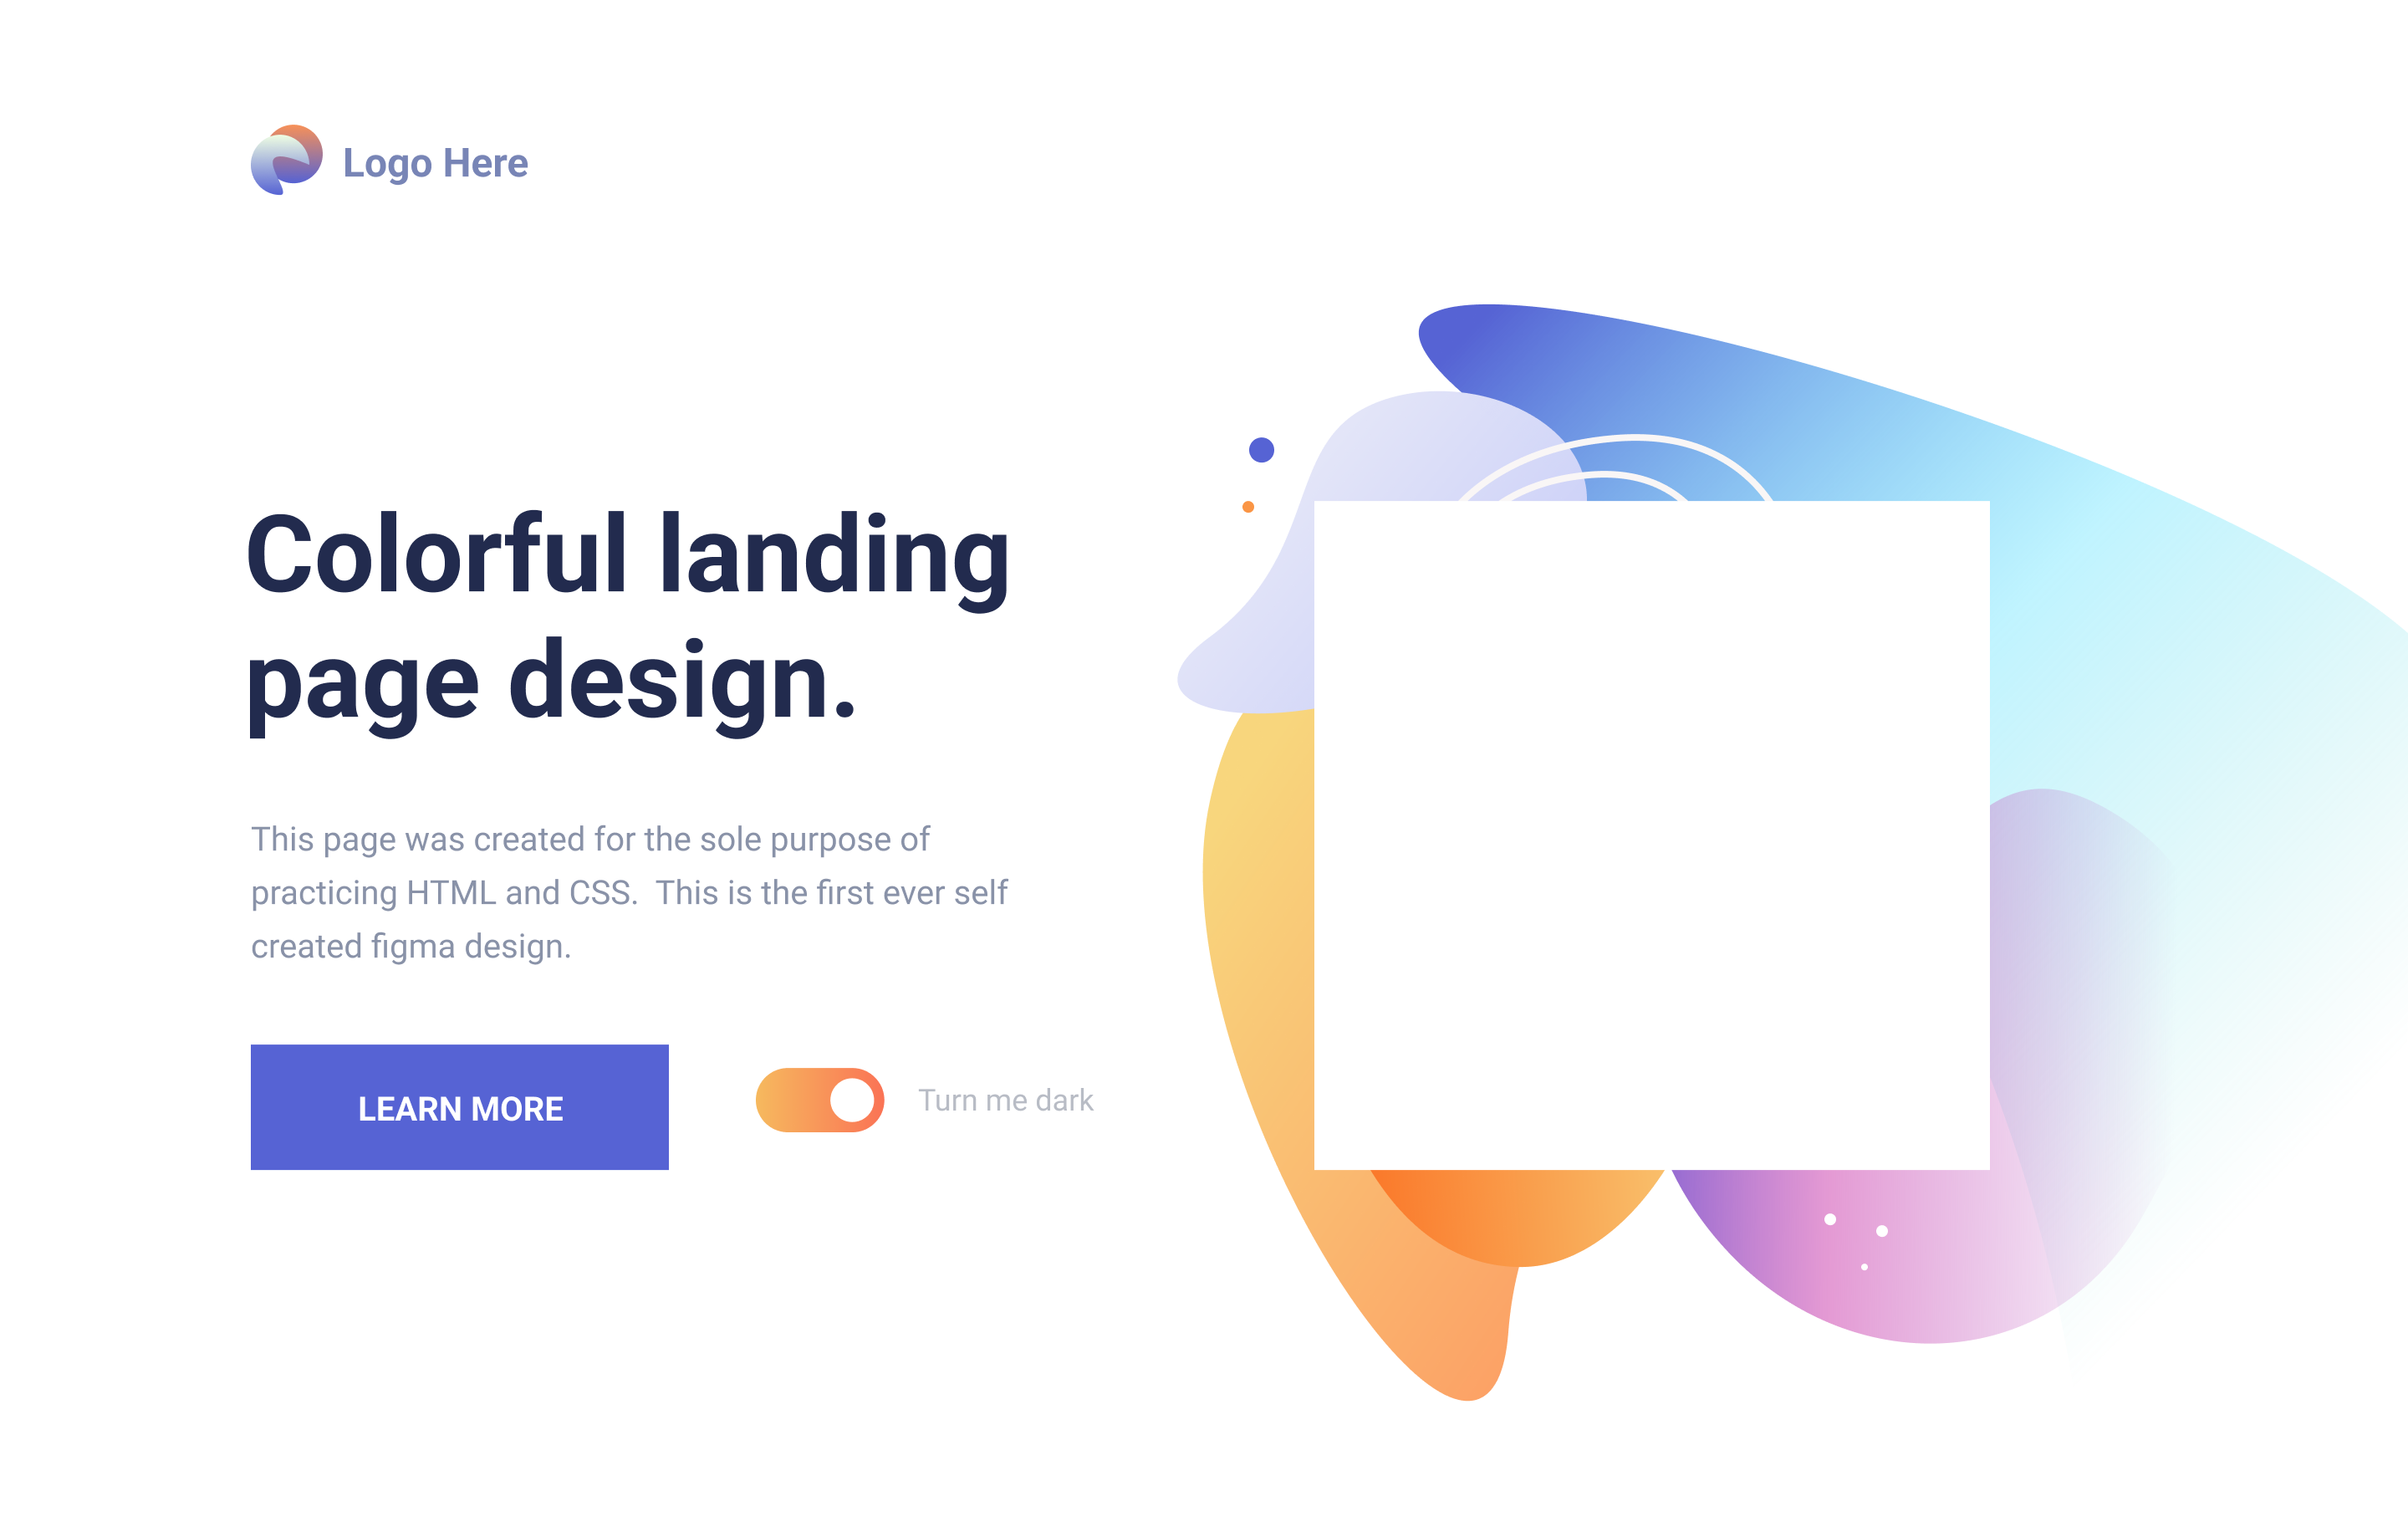 Logo Here
Colorful landing
page design.
This page was created for the sole purpose of
practicing HTML and CSS.  This is the first ever self
created figma design.
LEARN MORE
Turn me dark